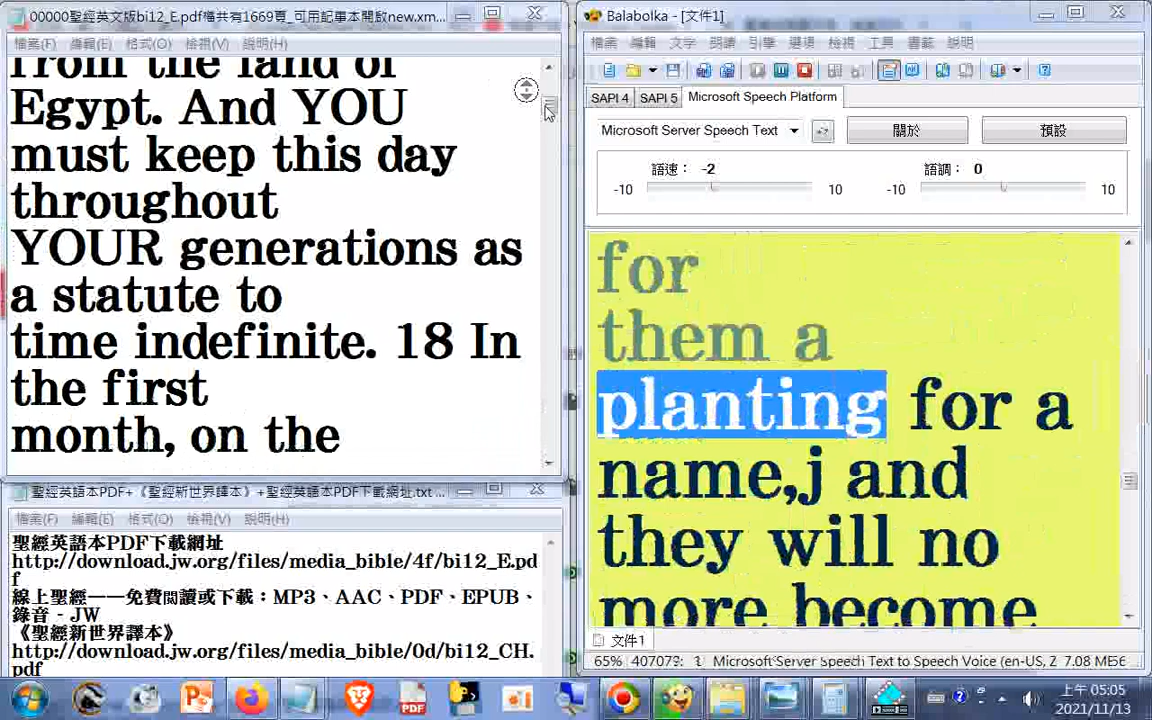 00000聖經英文版bi12_E.pdf檔共有1669頁_可用記事本開啟new.xm...
檔案(F) 編輯(E) 格式(O) 檢視(V) 說明(H)
from the land of
Egypt. And YOU
must keep this day
throughout
YOUR generations as
a statute to
time indefinite. 18 In
the first
month, on the
聖經英語本PDF+《聖經新世界譯本》+聖經英語本PDF下載網址.txt ...
檔案(F) 編輯(E) 格式(O) 檢視(V) 說明(H)
聖經英語本PDF下載網址
http://download.jw.org/files/media_bible/4f/bi12_E.pd
f
線上聖經——免費閱讀或下載：MP3、AAC、PDF、EPUB、
錄音 - JW
《聖經新世界譯本》
http://download.jw.org/files/media_bible/0d/bi12_CH.
pdf
Balabolka - [文件1]
檔案 編輯 文字 朗讀 引擎 選項 檢視 工具 書籤 說明
SAPI 4 SAPI 5 Microsoft Speech Platform
Microsoft Server Speech Text 關於 預設
語速： -2 語調： 0
-10 10 -10 10
for
them a
planting for a
name,j and
they will no
more become
文件1
65% 407079: 1 Microsoft Server Speech Text to Speech Voice (en-US, 2 7.08 ME56
PDF
上午 05:05
2021/11/13